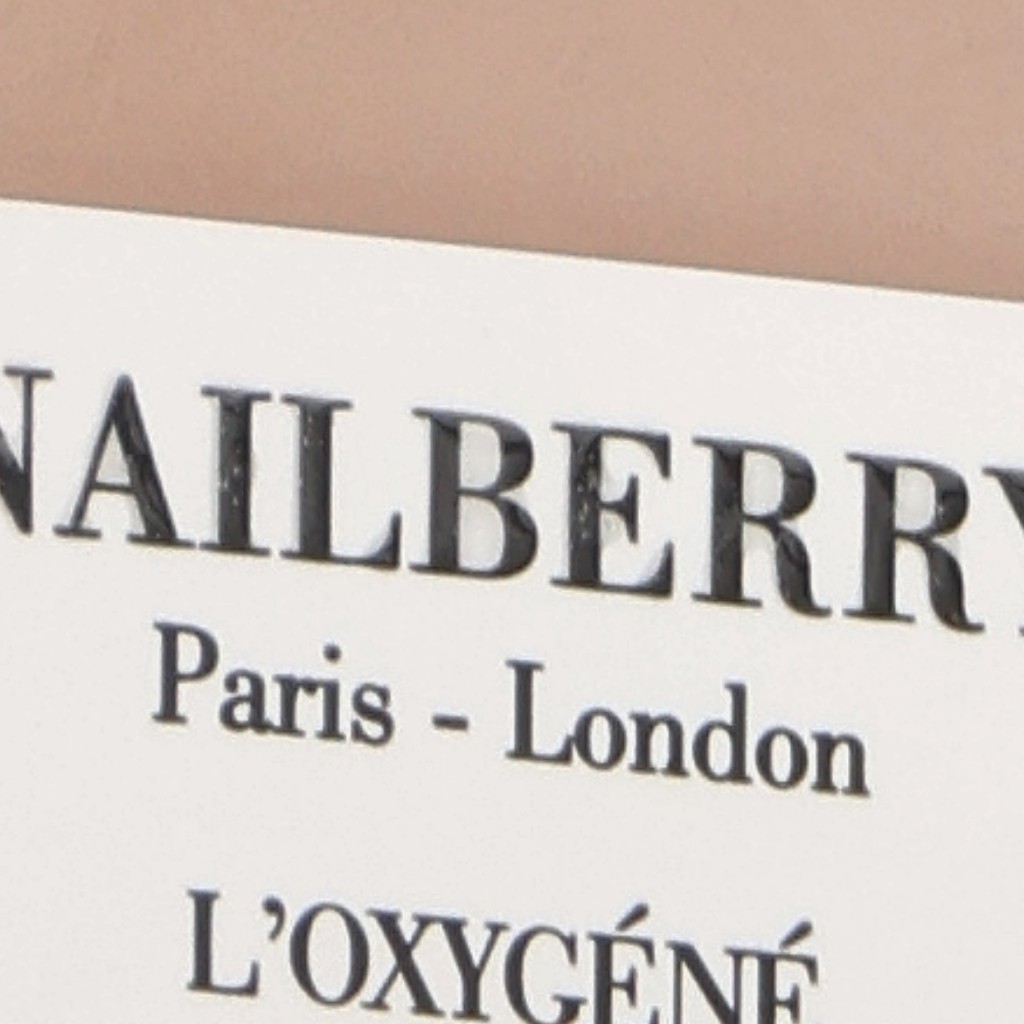 NAILBERRY
Paris - London
L'OXYGÉNÉ